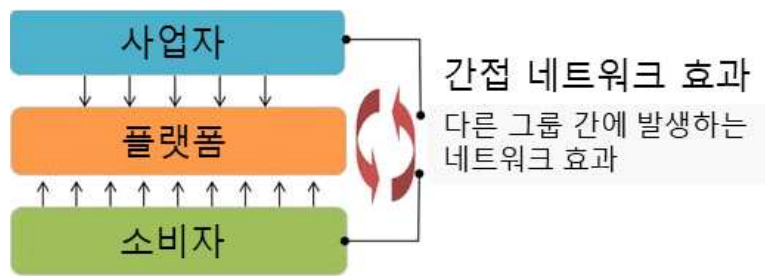 사업자
플랫폼
소비자
간접 네트워크 효과
다른 그룹 간에 발생하는
네트워크 효과